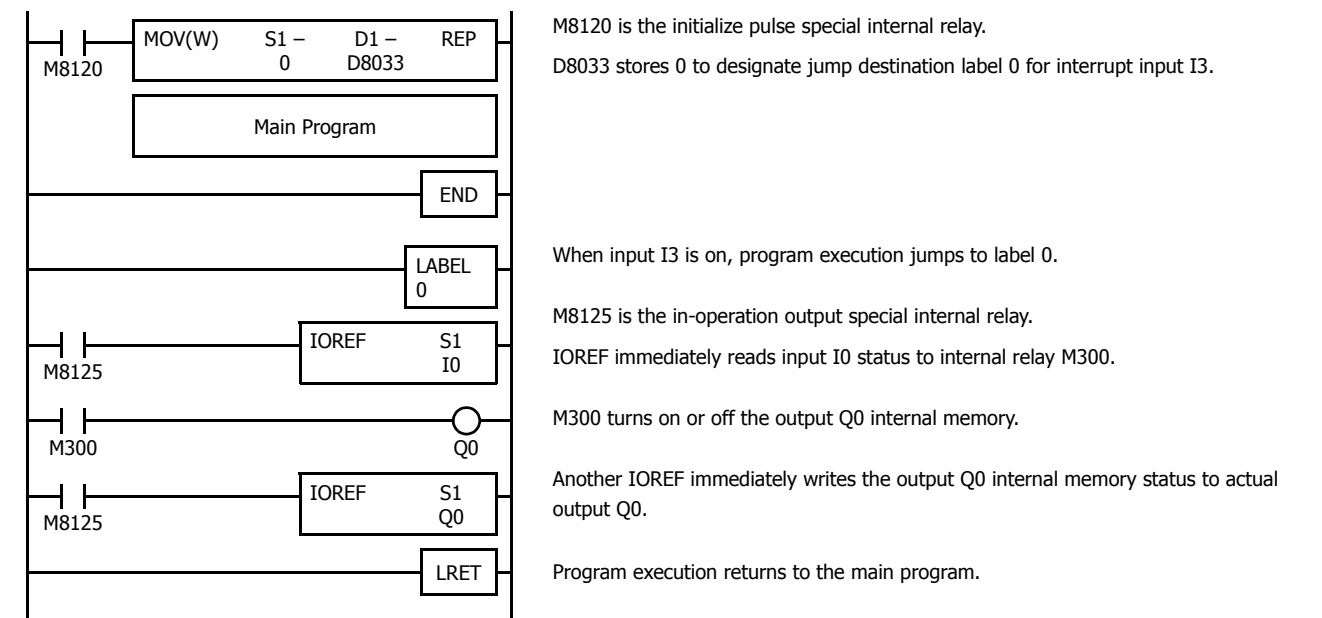 M8120 is the initialize pulse special internal relay.
MOV(W) S1 – D1 – REP
0 D8033
M8120
D8033 stores 0 to designate jump destination label 0 for interrupt input I3.
Main Program
END
LABEL
0
When input I3 is on, program execution jumps to label 0.
M8125 is the in-operation output special internal relay.
IOREF S1
I0
M8125
IOREF immediately reads input I0 status to internal relay M300.
M300 turns on or off the output Q0 internal memory.
M300 Q0
Another IOREF immediately writes the output Q0 internal memory status to actual
output Q0.
IOREF S1
Q0
M8125
LRET
Program execution returns to the main program.